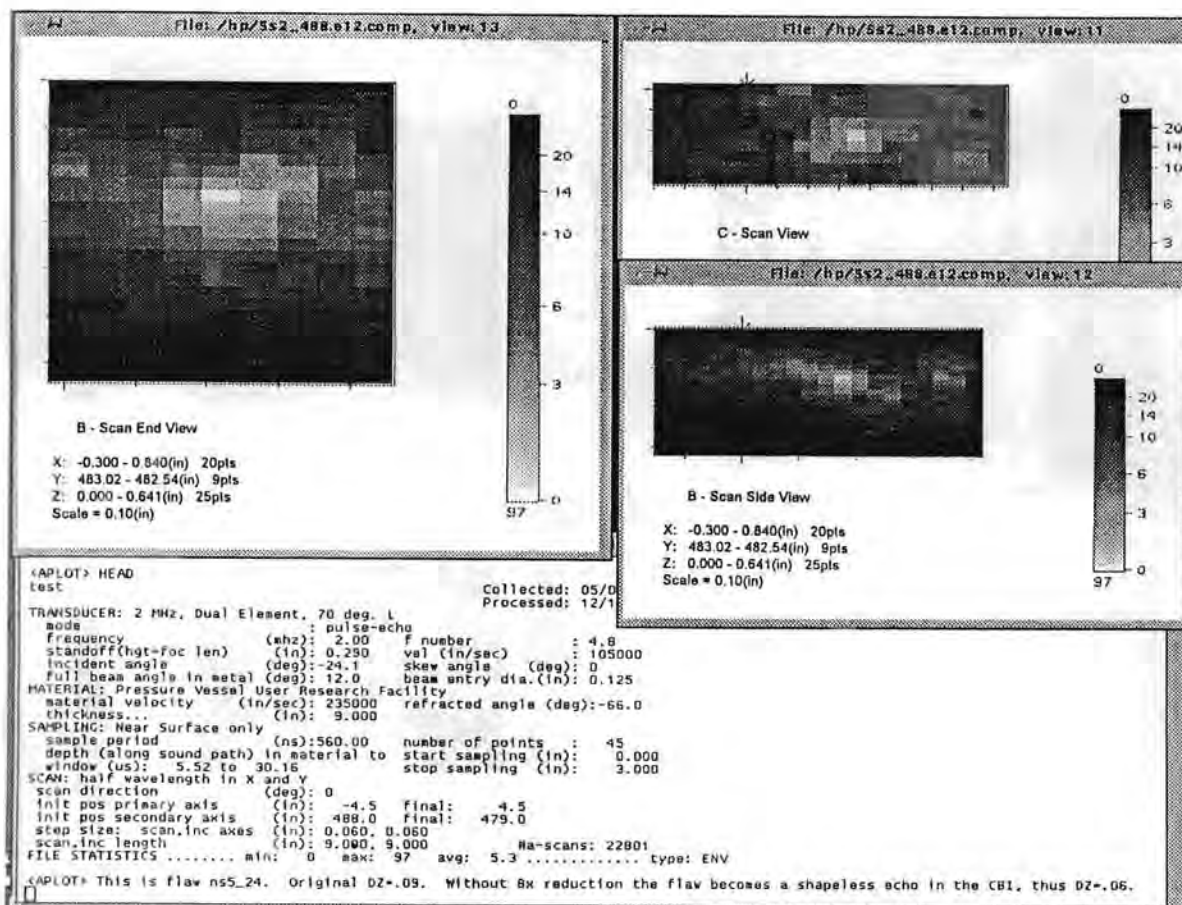 File: /hp/Ss2_488.e12.comp, view:13
0
20
14
10
6
3
0
97
B - Scan End View
X: -0.300 - 0.840(in) 20pts
Y: 483.02 - 482.54(in) 9pts
Z: 0.000 - 0.641(in) 25pts
Scale = 0.10(in)
File: /hp/Ss2_488.e12.comp, view:11
0
20
14
10
6
3
C - Scan View
File: /hp/Ss2_488.e12.comp, view:12
0
20
14
10
6
3
0
97
B - Scan Side View
X: -0.300 - 0.840(in) 20pts
Y: 483.02 - 482.54(in) 9pts
Z: 0.000 - 0.641(in) 25pts
Scale = 0.10(in)
<APLOT> HEAD
test Collected: 05/0
Processed: 12/1
TRANSDUCER: 2 MHz, Dual Element, 70 deg. L
mode : pulse-echo
frequency (mhz): 2.00 f number : 4.8
standoff(hgt-foc len) (in): 0.290 vel (in/sec) : 105000
incident angle (deg):-24.1 skew angle (deg): 0
full beam angle in metal (deg): 12.0 beam entry dia.(in): 0.125
MATERIAL: Pressure Vessel User Research Facility
material velocity (in/sec): 235000 refracted angle (deg):-66.0
thickness... (in): 9.000
SAMPLING: Near Surface only
sample period (ns):560.00 number of points : 45
depth (along sound path) in material to start sampling (in): 0.000
window (us): 5.52 to 30.16 stop sampling (in): 3.000
SCAN: half wavelength in X and Y
scan direction (deg): 0
init pos primary axis (in): -4.5 final: 4.5
init pos secondary axis (in): 488.0 final: 479.0
step size: scan,inc axes (in): 0.060, 0.060
scan,inc length (in): 9.000, 9.000 #a-scans: 22801
FILE STATISTICS ........ min: 0 max: 97 avg: 5.3 ............. type: ENV
<APLOT> This is flaw ns5_24. Original DZ=.09. Without 8x reduction the flaw becomes a shapeless echo in the CBI, thus DZ=.06.